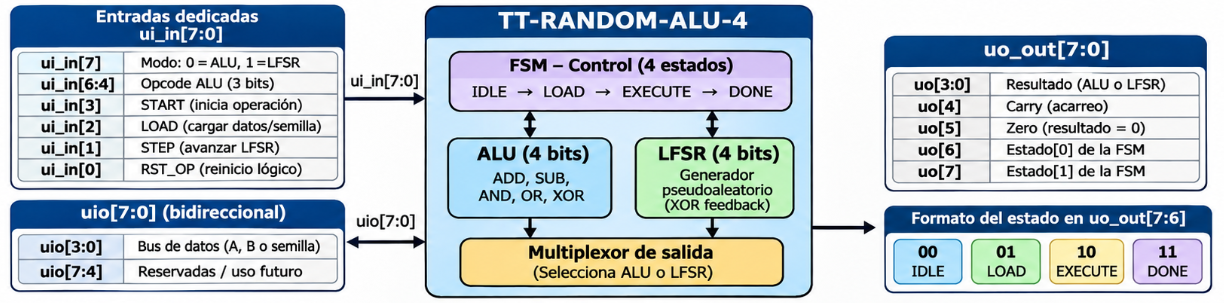 Entradas dedicadas
ui_in[7:0]
ui_in[7] Modo: 0 = ALU, 1 =LFSR
ui_in[6:4] Opcode ALU (3 bits)
ui_in[3] START (inicia operación)
ui_in[2] LOAD (cargar datos/semilla)
ui_in[1] STEP (avanzar LFSR)
ui_in[0] RST_OP (reinicio lógico)
uio[7:0] (bidireccional)
uio[3:0] Bus de datos (A, B o semilla)
uio[7:4] Reservadas / uso futuro
ui_in[7:0]
uio[7:0]
TT-RANDOM-ALU-4
FSM – Control (4 estados)
IDLE → LOAD → EXECUTE → DONE
ALU (4 bits)
ADD, SUB,
AND, OR, XOR
LFSR (4 bits)
Generador
pseudoaleatorio
(XOR feedback)
Multiplexor de salida
(Selecciona ALU o LFSR)
uo_out[7:0]
uo[3:0] Resultado (ALU o LFSR)
uo[4] Carry (acarreo)
uo[5] Zero (resultado = 0)
uo[6] Estado[0] de la FSM
uo[7] Estado[1] de la FSM
Formato del estado en uo_out[7:6]
00 01 10 11
IDLE LOAD EXECUTE DONE